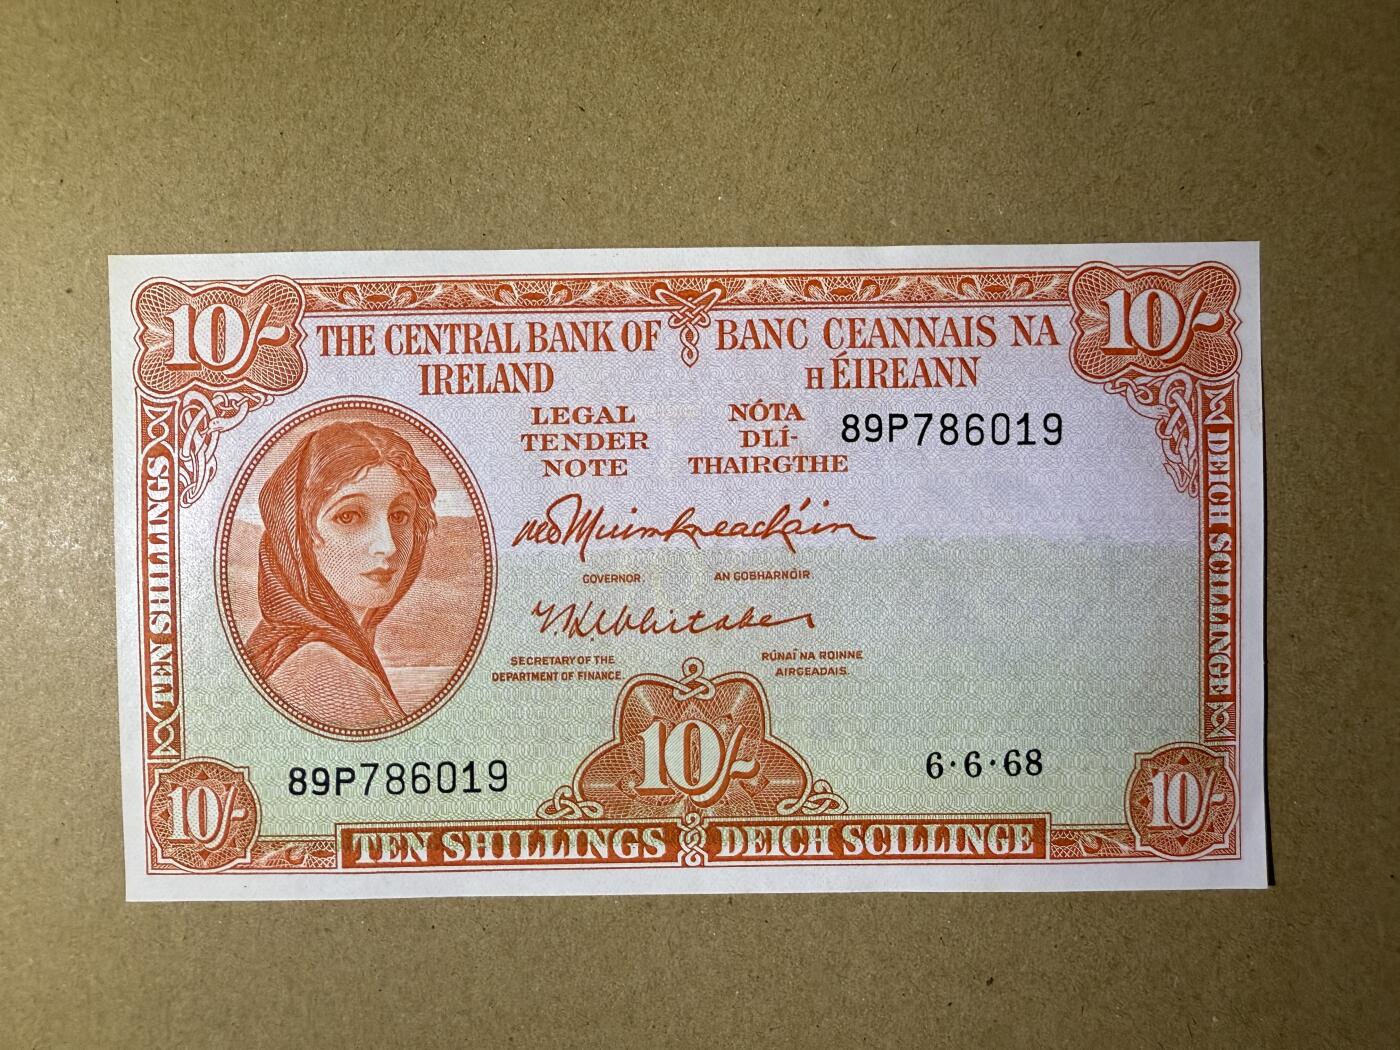 10/-
10/-
THE CENTRAL BANK OF
IRELAND
BANC CEANNAIS NA
hÉIREANN
LEGAL
TENDER
NOTE
NÓTA
DLÍ-
THAIRGTHE
89P786019
TEN SHILLINGS
DEICH SCILLINGE
GOVERNOR
AN GOBHARNÓIR
T.K. Whitaker
SECRETARY OF THE
DEPARTMENT OF FINANCE
RÚNAÍ NA ROINNE
AIRGEADAIS
10/-
89P786019
6·6·68
10/-
10/-
TEN SHILLINGS
DEICH SCILLINGE